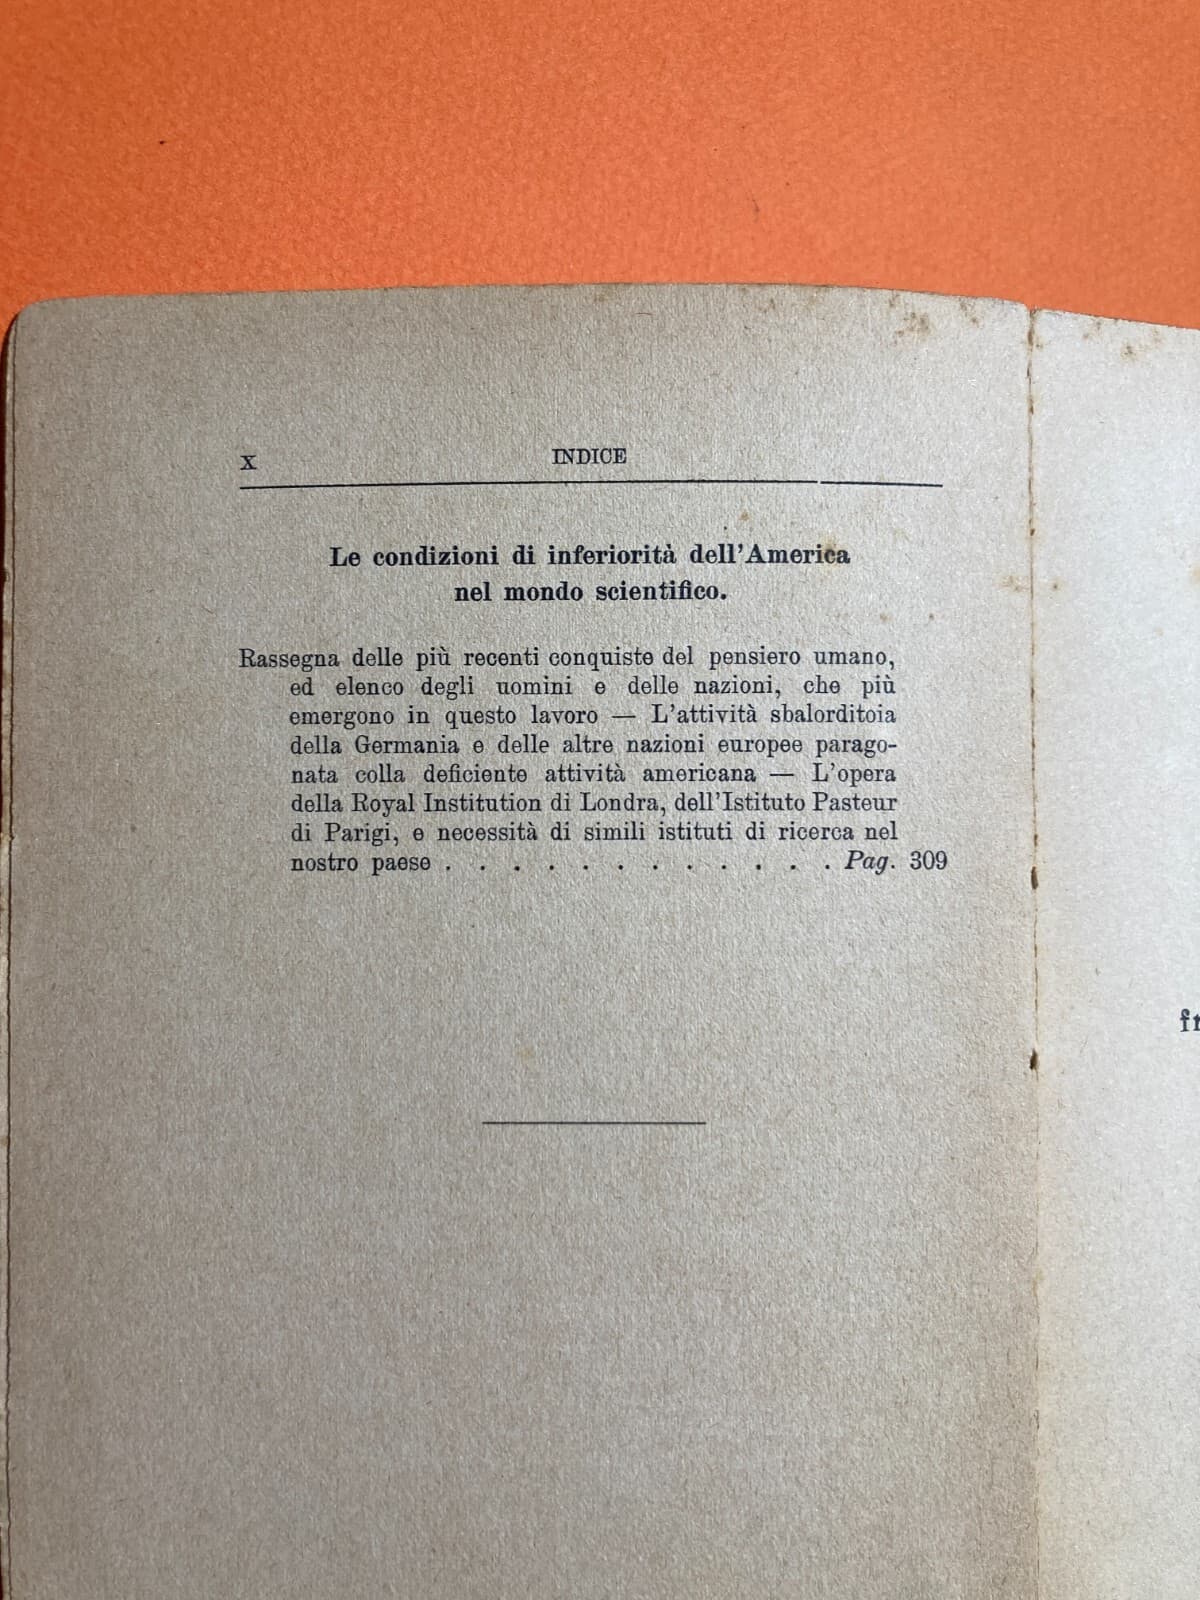 X
INDICE
Le condizioni di inferiorità dell'America
nel mondo scientifico.
Rassegna delle più recenti conquiste del pensiero umano,
ed elenco degli uomini e delle nazioni, che più
emergono in questo lavoro — L'attività sbalorditoia
della Germania e delle altre nazioni europee parago-
nata colla deficiente attività americana — L'opera
della Royal Institution di Londra, dell'Istituto Pasteur
di Parigi, e necessità di simili istituti di ricerca nel
nostro paese . . . . . . . . . . . . Pag. 309